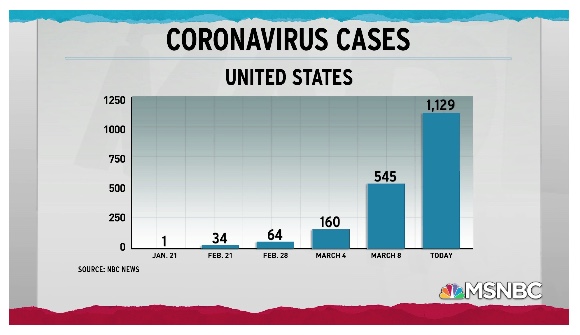 CORONAVIRUS CASES
UNITED STATES
1250
1000
750
500
250
0
1
34
64
160
545
1,129
JAN. 21
FEB. 21
FEB. 28
MARCH 4
MARCH 8
TODAY
SOURCE: NBC NEWS
MSNBC